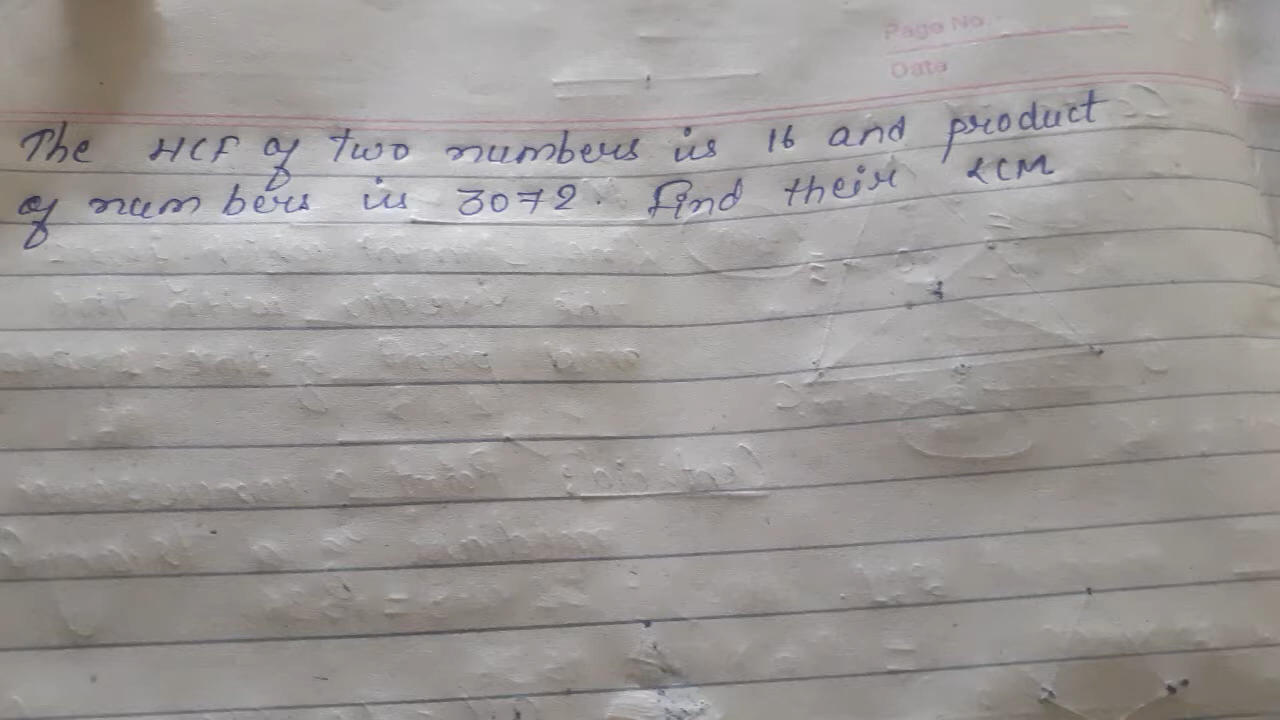 Page No.
Date
The HCF of two numbers is 16 and product
of numbers is 3072. Find their LCM